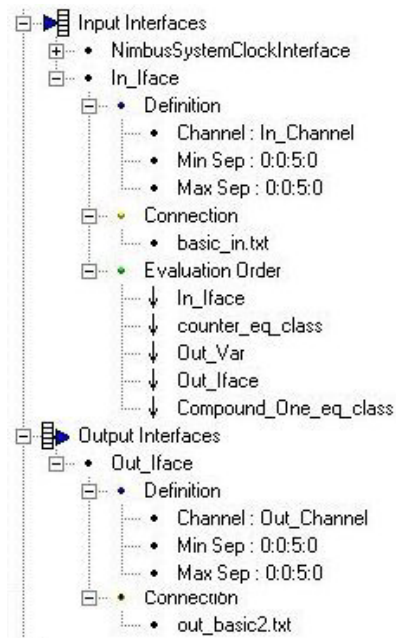 Input Interfaces
NimbusSystemClockInterface
In_Iface
Definition
Channel : In_Channel
Min Sep : 0:0:5:0
Max Sep : 0:0:5:0
Connection
basic_in.txt
Evaluation Order
In_Iface
counter_eq_class
Out_Var
Out_Iface
Compound_One_eq_class
Output Interfaces
Out_Iface
Definition
Channel : Out_Channel
Min Sep : 0:0:5:0
Max Sep : 0:0:5:0
Connection
out_basic2.txt